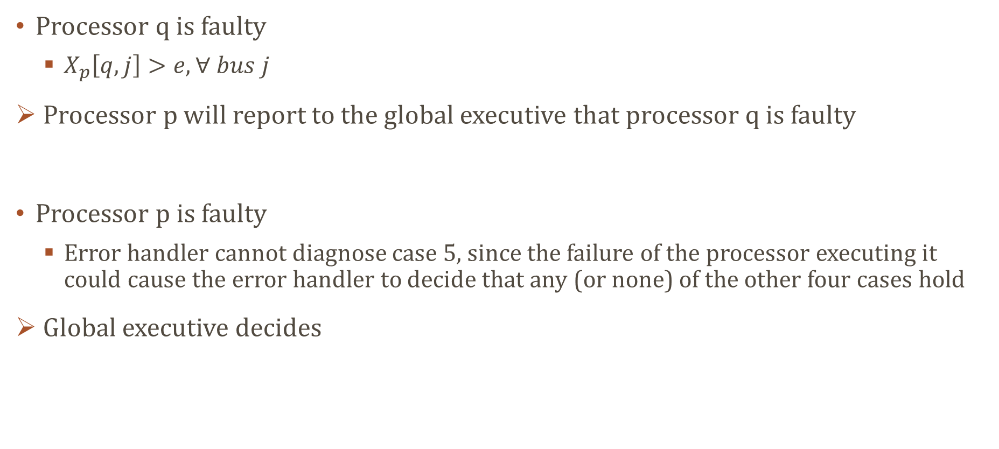 • Processor q is faulty
▪ Xₚ[q, j] > e, ∀ bus j
➢ Processor p will report to the global executive that processor q is faulty
• Processor p is faulty
▪ Error handler cannot diagnose case 5, since the failure of the processor executing it
could cause the error handler to decide that any (or none) of the other four cases hold
➢ Global executive decides